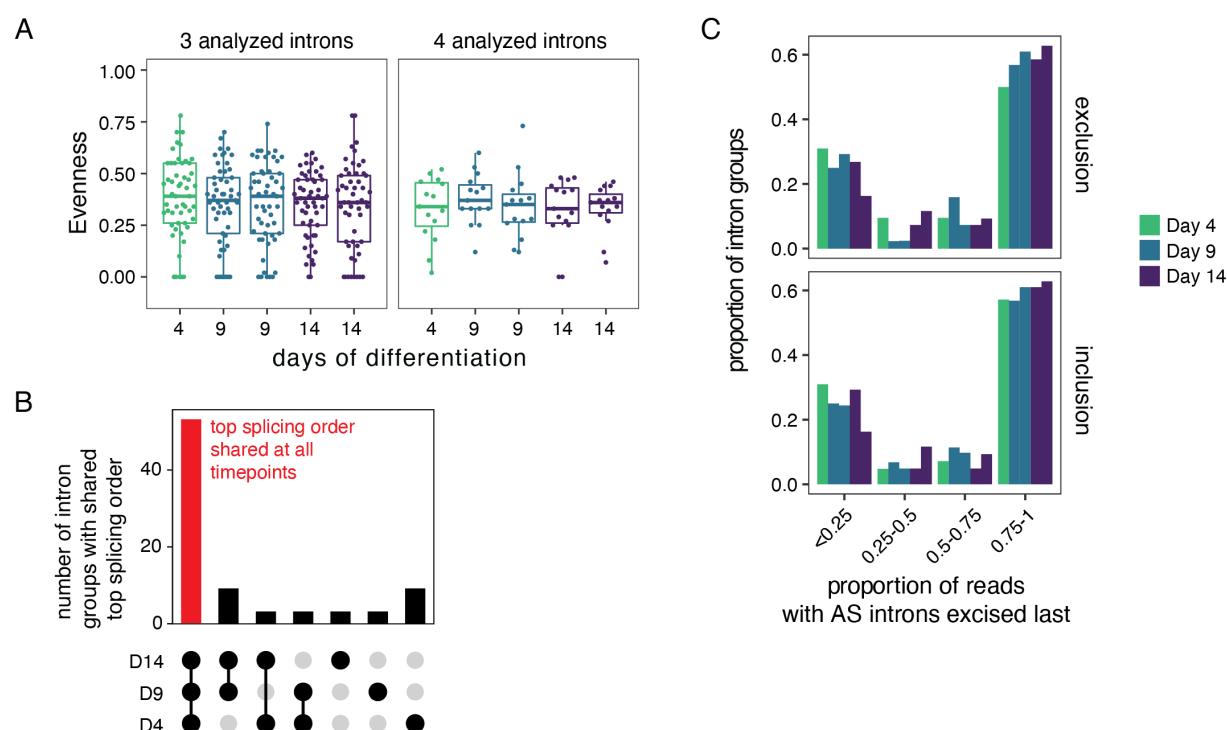 A
3 analyzed introns
4 analyzed introns
Evenness
1.00
0.75
0.50
0.25
0.00
4 9 9 14 14
4 9 9 14 14
days of differentiation
B
number of intron
groups with shared
top splicing order
40
20
0
top splicing order
shared at all
timepoints
D14
D9
D4
C
proportion of intron groups
0.6
0.4
0.2
0.0
exclusion
0.6
0.4
0.2
0.0
inclusion
<0.25
0.25-0.5
0.5-0.75
0.75-1
proportion of reads
with AS introns excised last
Day 4
Day 9
Day 14